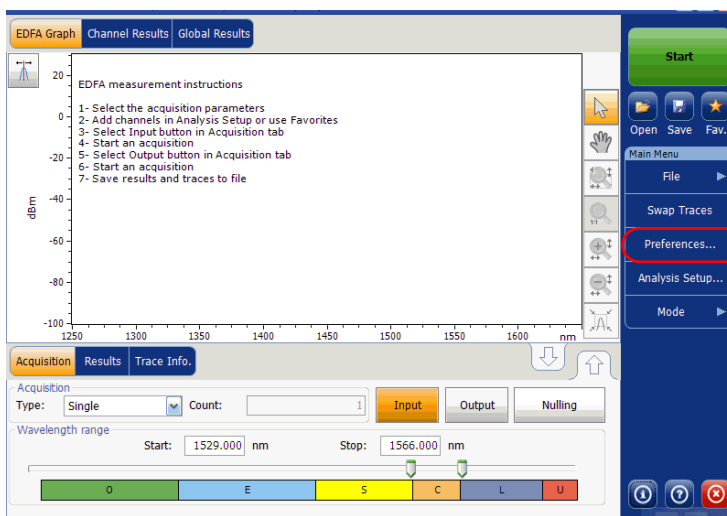 EDFA Graph Channel Results Global Results
EDFA measurement instructions
1- Select the acquisition parameters
2- Add channels in Analysis Setup or use Favorites
3- Select Input button in Acquisition tab
4- Start an acquisition
5- Select Output button in Acquisition tab
6- Start an acquisition
7- Save results and traces to file
20
0
-20
-40
-60
-80
-100
dBm
1250 1300 1350 1400 1450 1500 1550 1600 nm
1:1
Start
Open Save Fav.
Main Menu
File
Swap Traces
Preferences...
Analysis Setup...
Mode
Acquisition Results Trace Info.
Acquisition
Type: Single Count: 1 Input Output Nulling
Wavelength range
Start: 1529.000 nm Stop: 1566.000 nm
O E S C L U